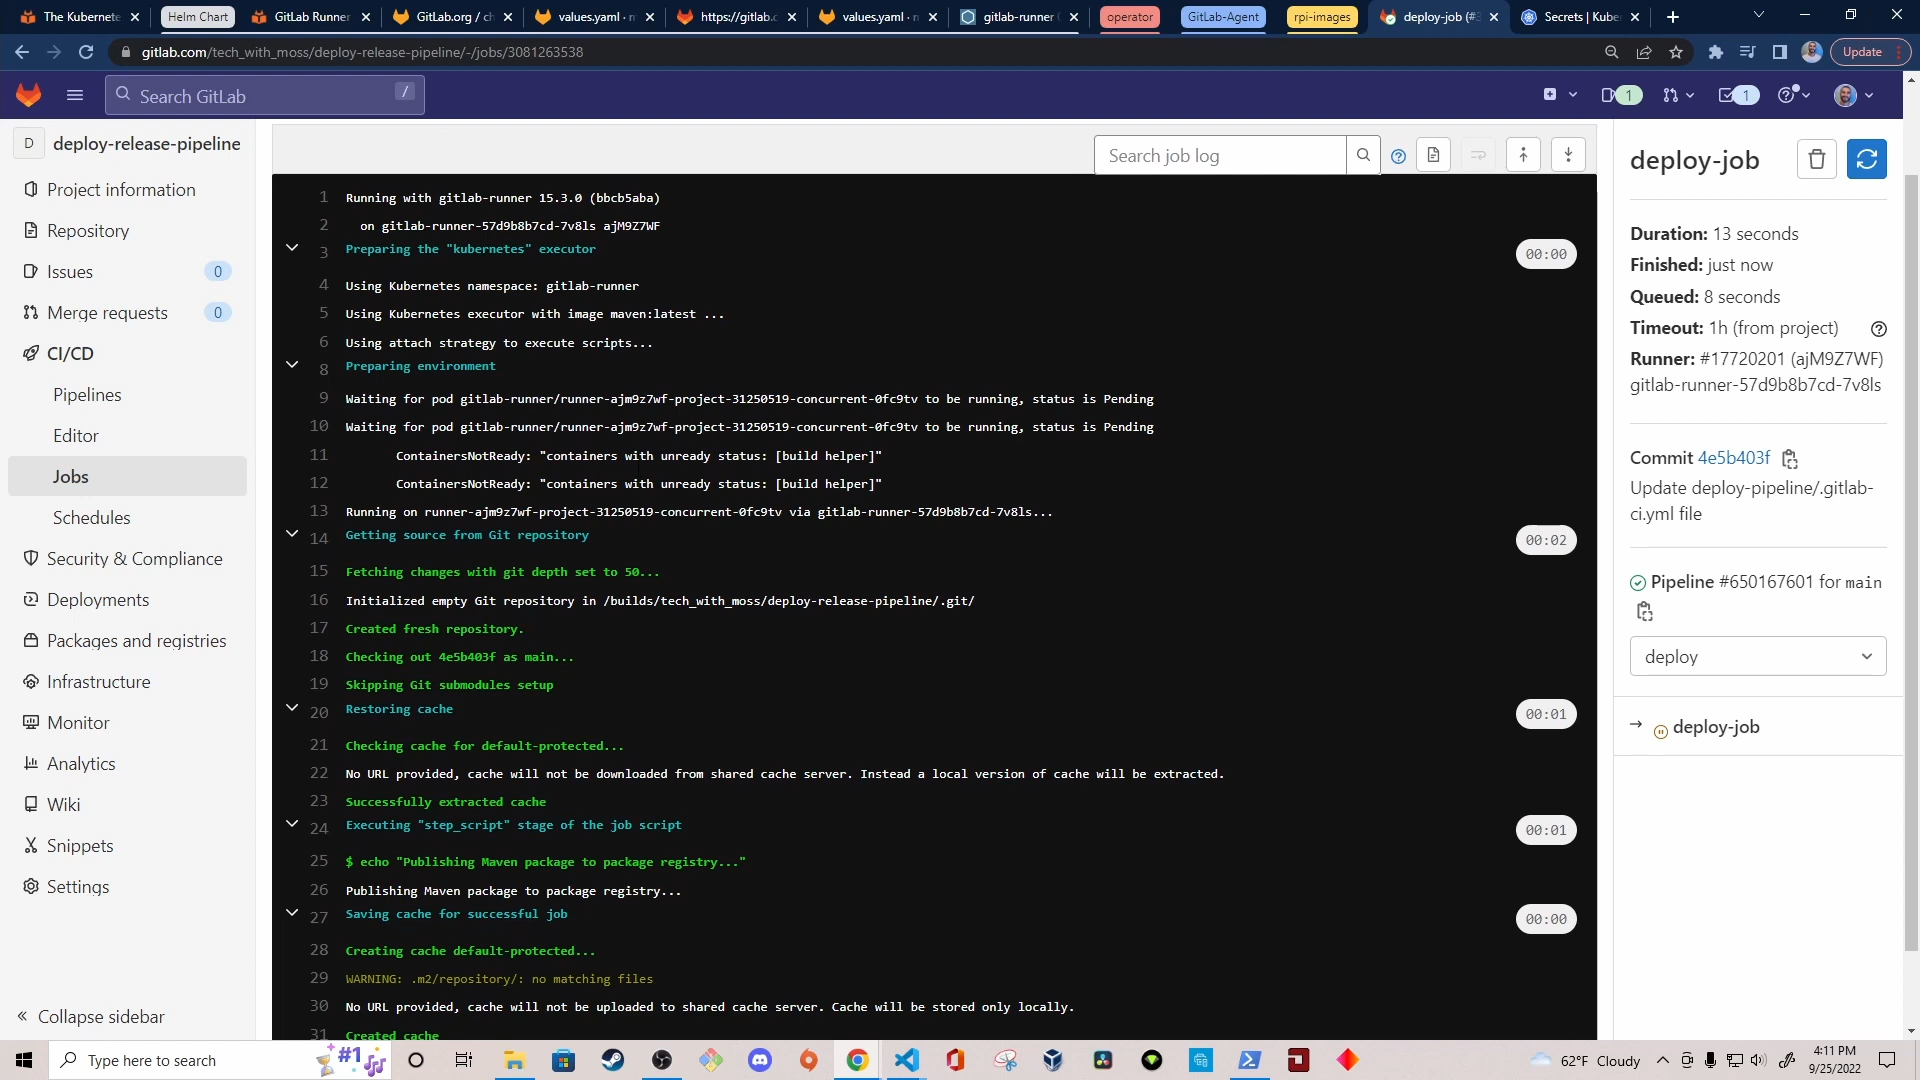 The Kubernete
Helm Chart
GitLab Runner
GitLab.org / ch
values.yaml · m
https://gitlab.c
values.yaml · m
gitlab-runner
operator
GitLab-Agent
rpi-images
deploy-job (#3
Secrets | Kube
gitlab.com/tech_with_moss/deploy-release-pipeline/-/jobs/3081263538
Update
Search GitLab
/
1
1
D
deploy-release-pipeline
Project information
Repository
Issues 0
Merge requests 0
CI/CD
Pipelines
Editor
Jobs
Schedules
Security & Compliance
Deployments
Packages and registries
Infrastructure
Monitor
Analytics
Wiki
Snippets
Settings
Collapse sidebar
Search job log
1 Running with gitlab-runner 15.3.0 (bbcb5aba)
2 on gitlab-runner-57d9b8b7cd-7v8ls ajM9Z7WF
3 Preparing the "kubernetes" executor 00:00
4 Using Kubernetes namespace: gitlab-runner
5 Using Kubernetes executor with image maven:latest ...
6 Using attach strategy to execute scripts...
8 Preparing environment
9 Waiting for pod gitlab-runner/runner-ajm9z7wf-project-31250519-concurrent-0fc9tv to be running, status is Pending
10 Waiting for pod gitlab-runner/runner-ajm9z7wf-project-31250519-concurrent-0fc9tv to be running, status is Pending
11 ContainersNotReady: "containers with unready status: [build helper]"
12 ContainersNotReady: "containers with unready status: [build helper]"
13 Running on runner-ajm9z7wf-project-31250519-concurrent-0fc9tv via gitlab-runner-57d9b8b7cd-7v8ls...
14 Getting source from Git repository 00:02
15 Fetching changes with git depth set to 50...
16 Initialized empty Git repository in /builds/tech_with_moss/deploy-release-pipeline/.git/
17 Created fresh repository.
18 Checking out 4e5b403f as main...
19 Skipping Git submodules setup
20 Restoring cache 00:01
21 Checking cache for default-protected...
22 No URL provided, cache will not be downloaded from shared cache server. Instead a local version of cache will be extracted.
23 Successfully extracted cache
24 Executing "step_script" stage of the job script 00:01
25 $ echo "Publishing Maven package to package registry..."
26 Publishing Maven package to package registry...
27 Saving cache for successful job 00:00
28 Creating cache default-protected...
29 WARNING: .m2/repository/: no matching files
30 No URL provided, cache will not be uploaded to shared cache server. Cache will be stored only locally.
31 Created cache
deploy-job
Duration: 13 seconds
Finished: just now
Queued: 8 seconds
Timeout: 1h (from project)
Runner: #17720201 (ajM9Z7WF)
gitlab-runner-57d9b8b7cd-7v8ls
Commit 4e5b403f
Update deploy-pipeline/.gitlab-
ci.yml file
Pipeline #650167601 for main
deploy
deploy-job
Type here to search
#1
62°F Cloudy
4:11 PM
9/25/2022